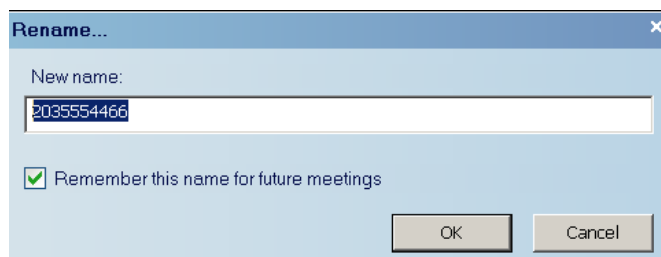 Rename...
New name:
2035554466
Remember this name for future meetings
OK Cancel